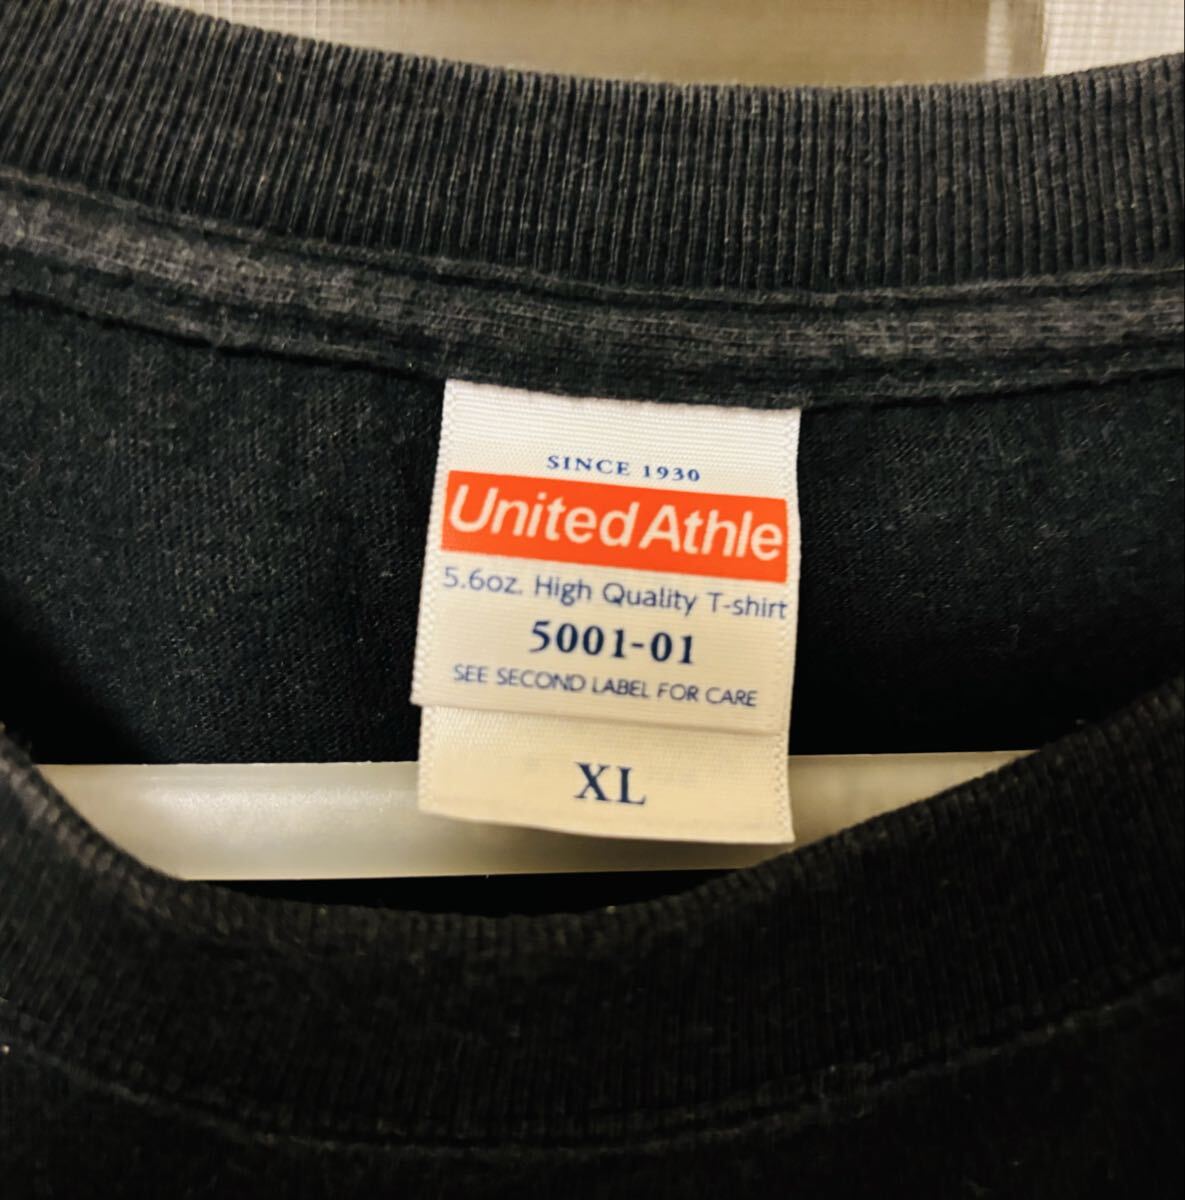 SINCE 1930
United Athle
5.6oz. High Quality T-shirt
5001-01
SEE SECOND LABEL FOR CARE
XL